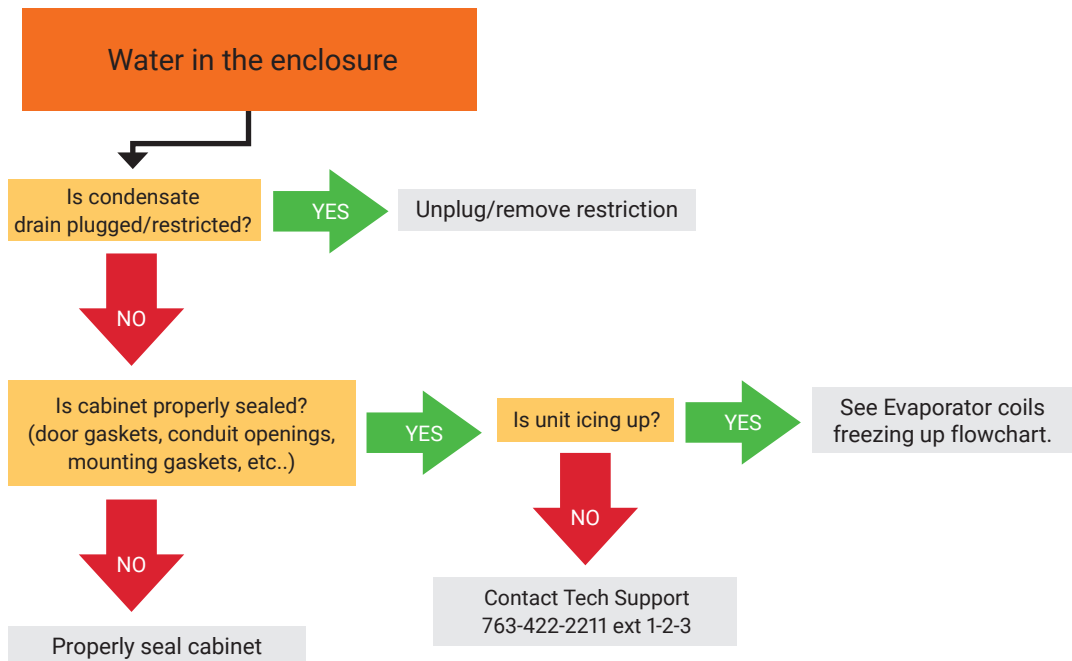 Water in the enclosure
Is condensate
drain plugged/restricted?
YES
Unplug/remove restriction
NO
Is cabinet properly sealed?
(door gaskets, conduit openings,
mounting gaskets, etc..)
YES
Is unit icing up?
YES
See Evaporator coils
freezing up flowchart.
NO
NO
Contact Tech Support
763-422-2211 ext 1-2-3
Properly seal cabinet